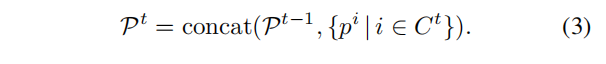 𝒫ᵗ = concat(𝒫ᵗ⁻¹, {pⁱ | i ∈ Cᵗ}). (3)